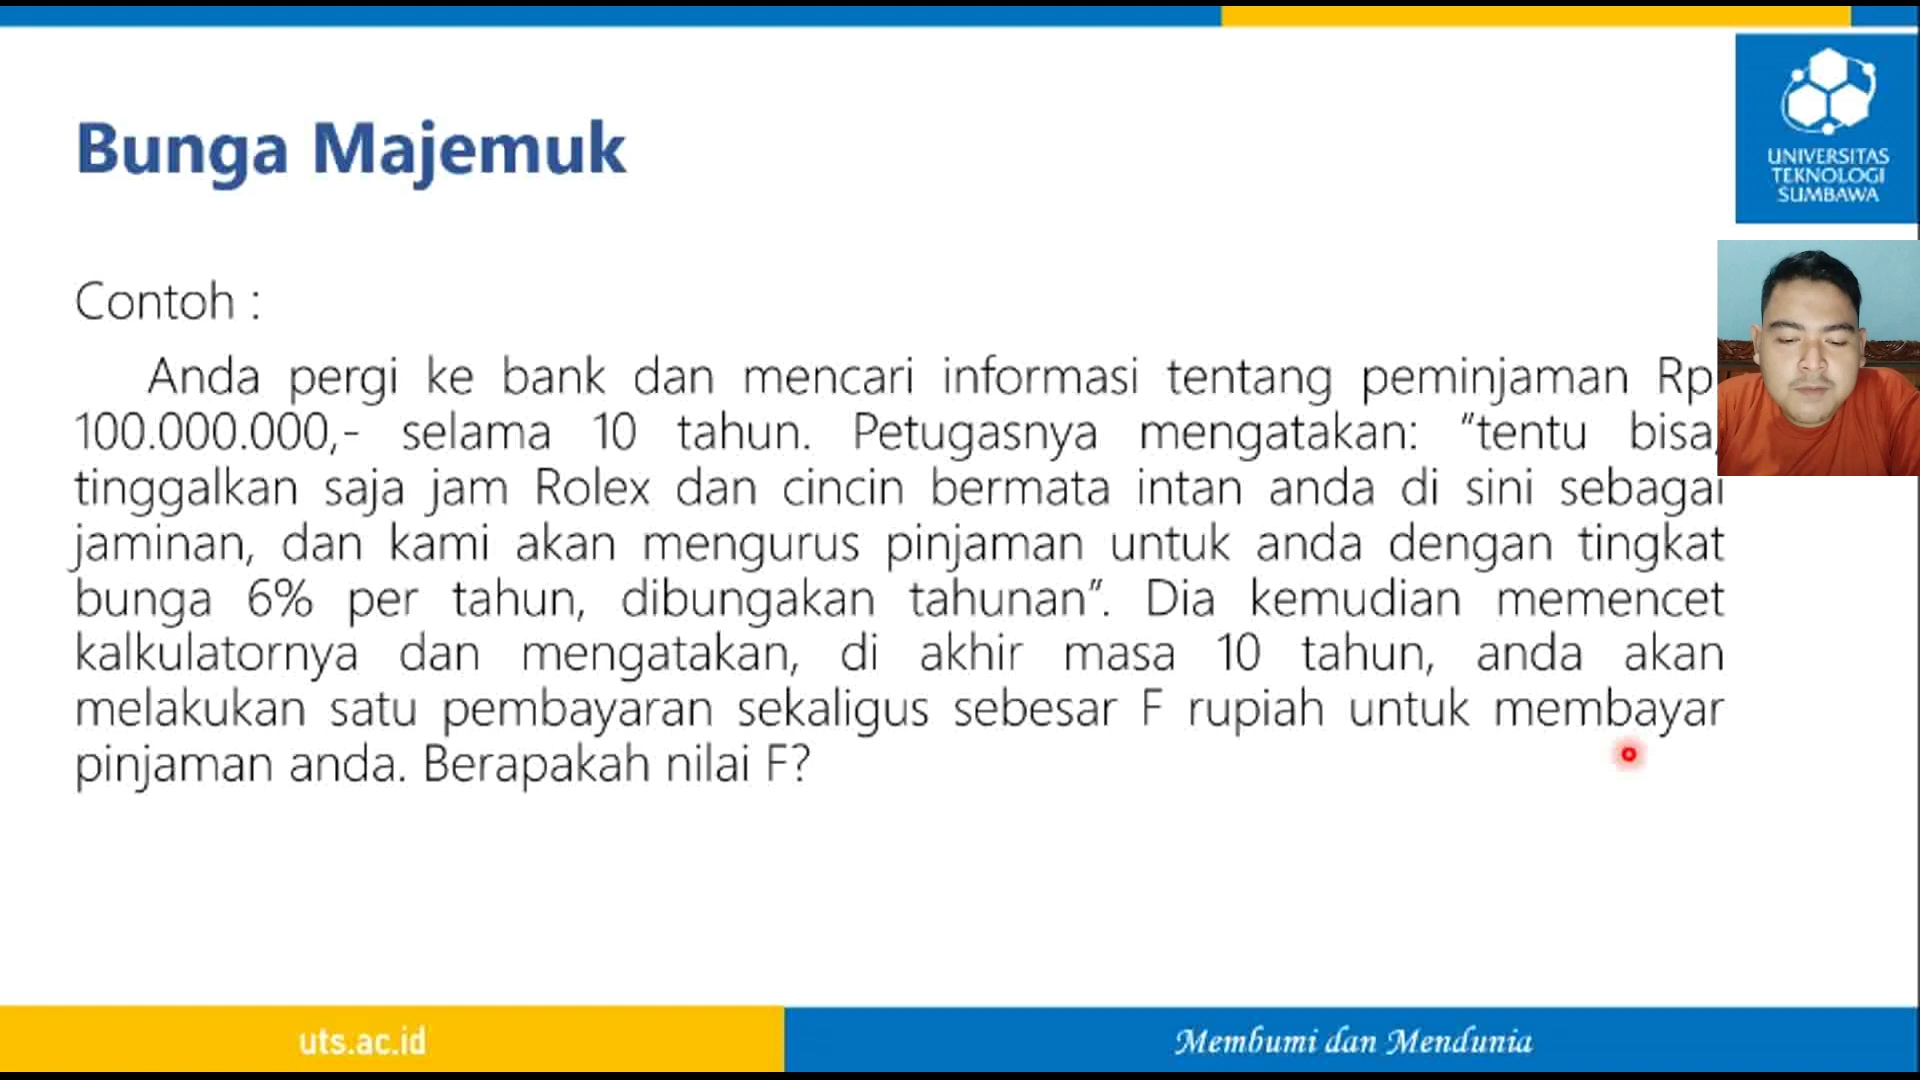 UNIVERSITAS
TEKNOLOGI
SUMBAWA
Bunga Majemuk
Contoh :
Anda pergi ke bank dan mencari informasi tentang peminjaman Rp
100.000.000,- selama 10 tahun. Petugasnya mengatakan: “tentu bisa,
tinggalkan saja jam Rolex dan cincin bermata intan anda di sini sebagai
jaminan, dan kami akan mengurus pinjaman untuk anda dengan tingkat
bunga 6% per tahun, dibungakan tahunan”. Dia kemudian memencet
kalkulatornya dan mengatakan, di akhir masa 10 tahun, anda akan
melakukan satu pembayaran sekaligus sebesar F rupiah untuk membayar
pinjaman anda. Berapakah nilai F?
uts.ac.id
Membumi dan Mendunia